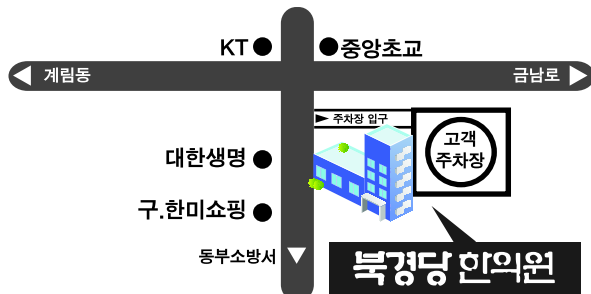 KT
중앙초교
계림동
금남로
주차장 입구
고객
주차장
대한생명
구.한미쇼핑
동부소방서
북경당 한의원